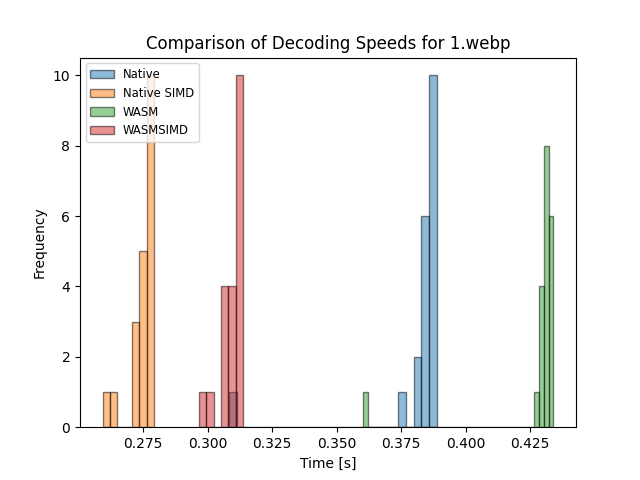 Comparison of Decoding Speeds for 1.webp
Native
Native SIMD
WASM
WASMSIMD
10
8
6
4
2
0
Frequency
0.275 0.300 0.325 0.350 0.375 0.400 0.425
Time [s]